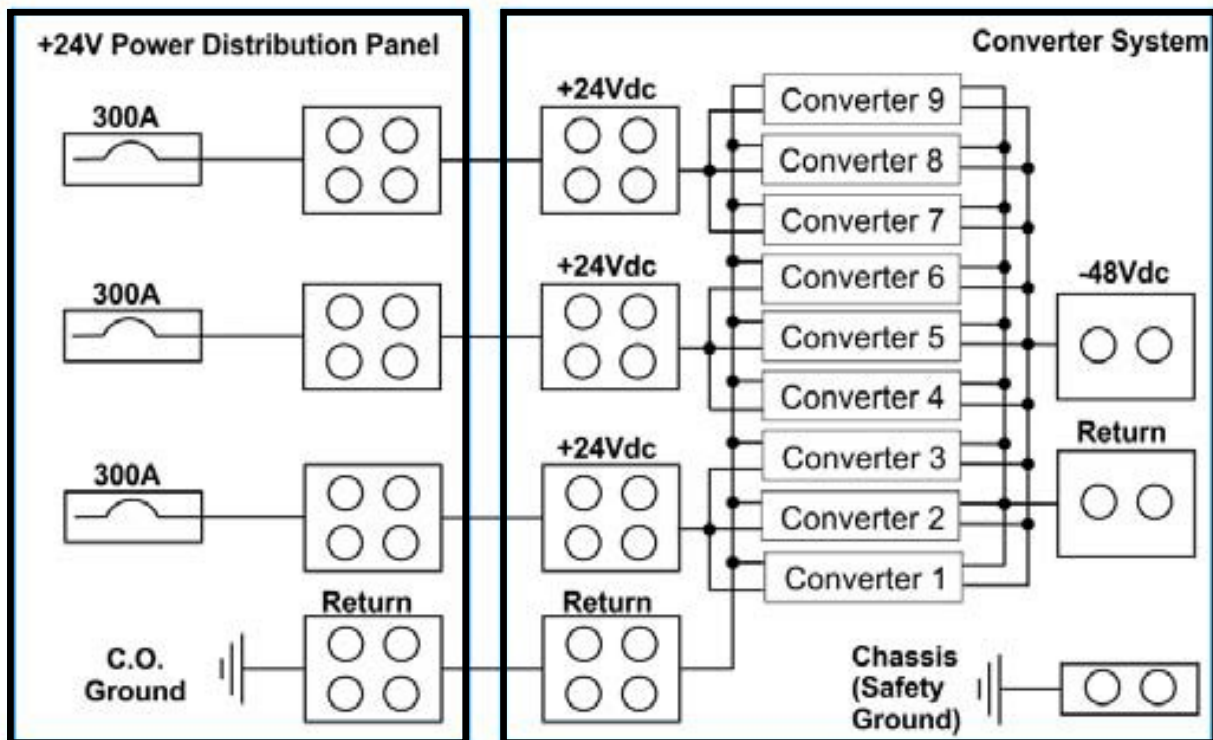 +24V Power Distribution Panel
300A
300A
300A
Return
C.O.
Ground
Converter System
+24Vdc
+24Vdc
+24Vdc
Return
Converter 9
Converter 8
Converter 7
Converter 6
Converter 5
Converter 4
Converter 3
Converter 2
Converter 1
-48Vdc
Return
Chassis
(Safety
Ground)